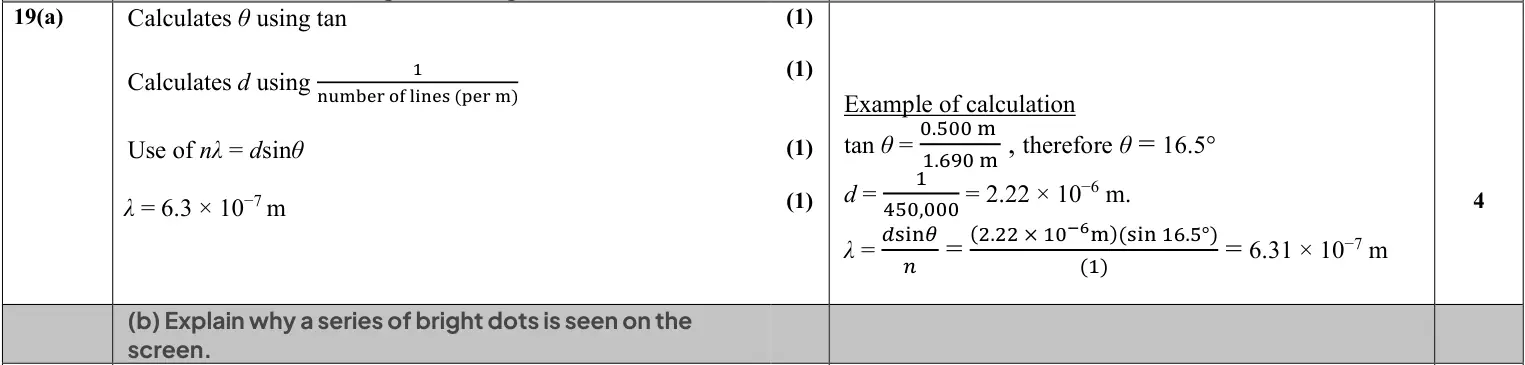 19(a)
Calculates θ using tan (1)
Calculates d using 1/number of lines (per m) (1)
Use of nλ = dsinθ (1)
λ = 6.3 × 10⁻⁷ m (1)
Example of calculation
tan θ = 0.500 m/1.690 m , therefore θ = 16.5°
d = 1/450,000 = 2.22 × 10⁻⁶ m.
λ = dsinθ/n = (2.22 × 10⁻⁶m)(sin 16.5°)/(1) = 6.31 × 10⁻⁷ m
4
(b) Explain why a series of bright dots is seen on the
screen.